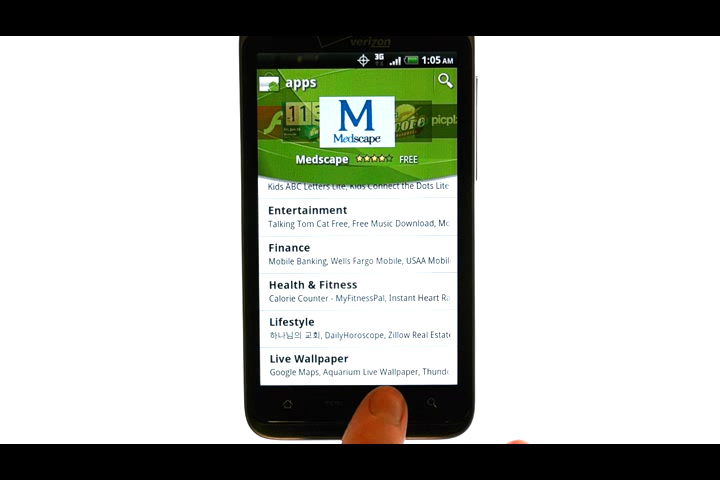 verizon
3G
1:05 AM
apps
M
Medscape
Medscape FREE
Kids ABC Letters Lite, Kids Connect the Dots Lite
Entertainment
Talking Tom Cat Free, Free Music Download,
Finance
Mobile Banking, Wells Fargo Mobile, USAA Mobil
Health & Fitness
Calorie Counter - MyFitnessPal, Instant Heart Ra
Lifestyle
하나님의 교회, DailyHoroscope, Zillow Real Estate
Live Wallpaper
Google Maps, Aquarium Live Wallpaper, Thund